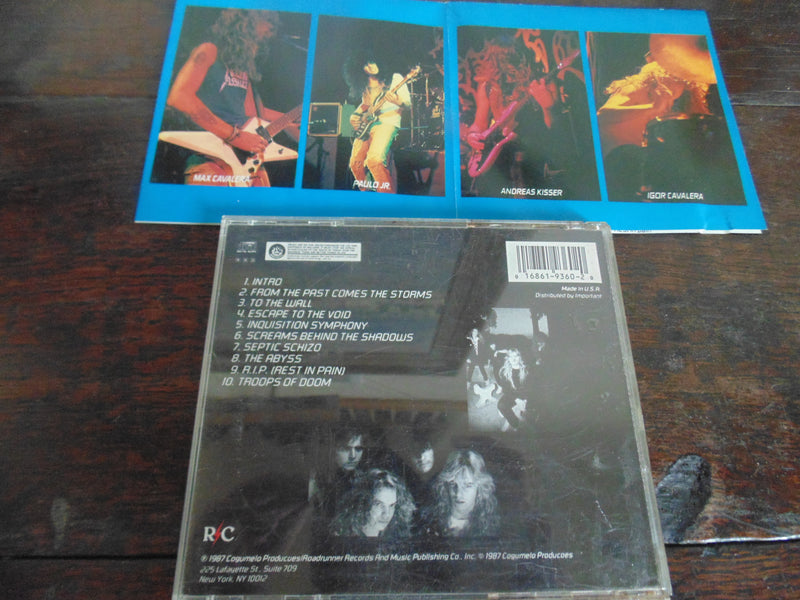 MAX CAVALERA
PAULO JR.
ANDREAS KISSER
IGOR CAVALERA
0 16861-9360-2
Made in U.S.A.
Distributed by Important
1. INTRO
2. FROM THE PAST COMES THE STORMS
3. TO THE WALL
4. ESCAPE TO THE VOID
5. INQUISITION SYMPHONY
6. SCREAMS BEHIND THE SHADOWS
7. SEPTIC SCHIZO
8. THE ABYSS
9. R.I.P. (REST IN PAIN)
10. TROOPS OF DOOM
R/C
℗ 1987 Cogumelo Producoes/Roadrunner Records And Music Publishing Co., Inc. © 1987 Cogumelo Producoes
225 Lafayette St., Suite 709
New York, NY 10012